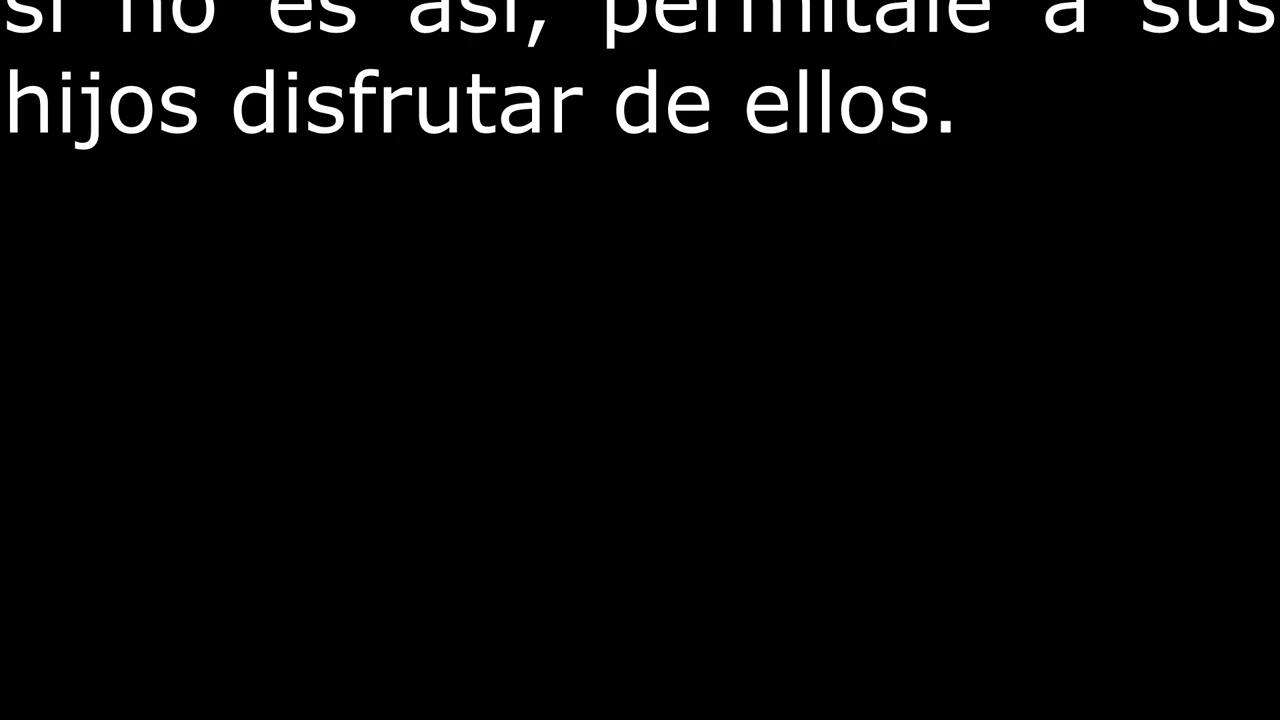 si no es así, permítale a sus
hijos disfrutar de ellos.